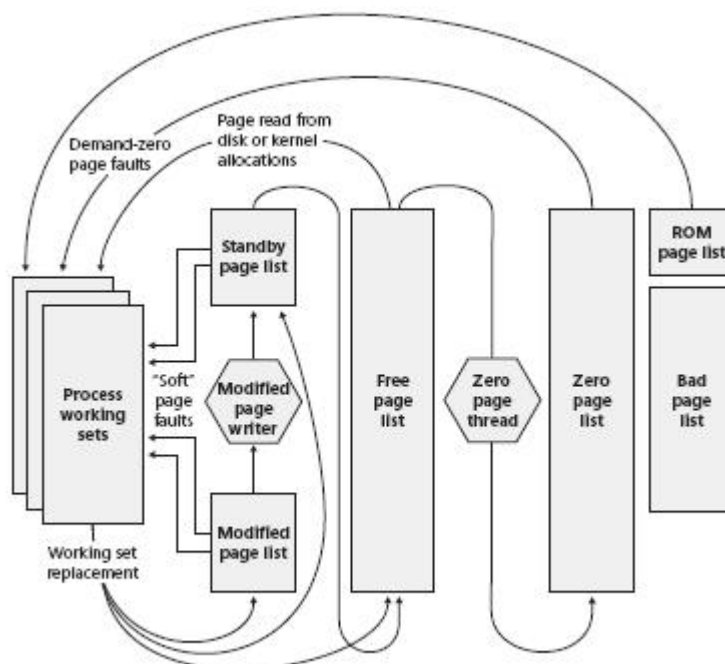 Page read from
disk or kernel
allocations
Demand-zero
page faults
Standby
page list
ROM
page list
Process
working
sets
"Soft"
page
faults
Modified
page
writer
Free
page
list
Zero
page
thread
Zero
page
list
Bad
page
list
Modified
page list
Working set
replacement